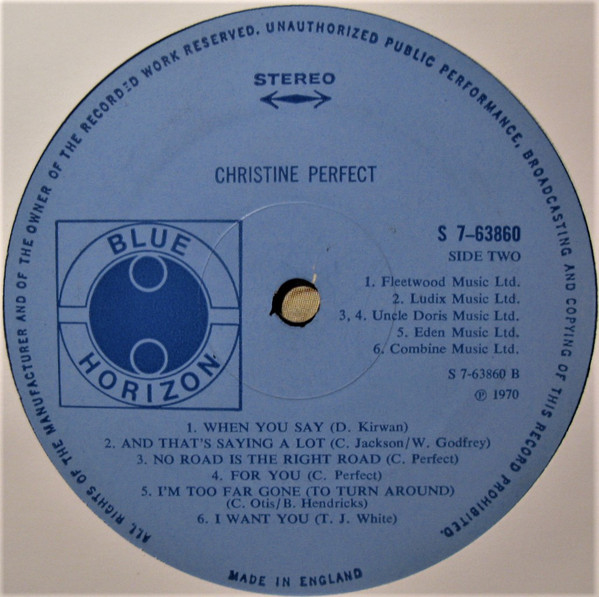 ALL RIGHTS OF THE MANUFACTURER AND OF THE OWNER OF THE RECORDED WORK RESERVED. UNAUTHORIZED PUBLIC PERFORMANCE, BROADCASTING AND COPYING OF THIS RECORD PROHIBITED.
STEREO
CHRISTINE PERFECT
BLUE
HORIZON
S 7-63860
SIDE TWO
1. Fleetwood Music Ltd.
2. Ludix Music Ltd.
3, 4. Uncle Doris Music Ltd.
5. Eden Music Ltd.
6. Combine Music Ltd.
S 7-63860 B
℗ 1970
1. WHEN YOU SAY (D. Kirwan)
2. AND THAT'S SAYING A LOT (C. Jackson/W. Godfrey)
3. NO ROAD IS THE RIGHT ROAD (C. Perfect)
4. FOR YOU (C. Perfect)
5. I'M TOO FAR GONE (TO TURN AROUND)
(C. Otis/B. Hendricks)
6. I WANT YOU (T. J. White)
MADE IN ENGLAND